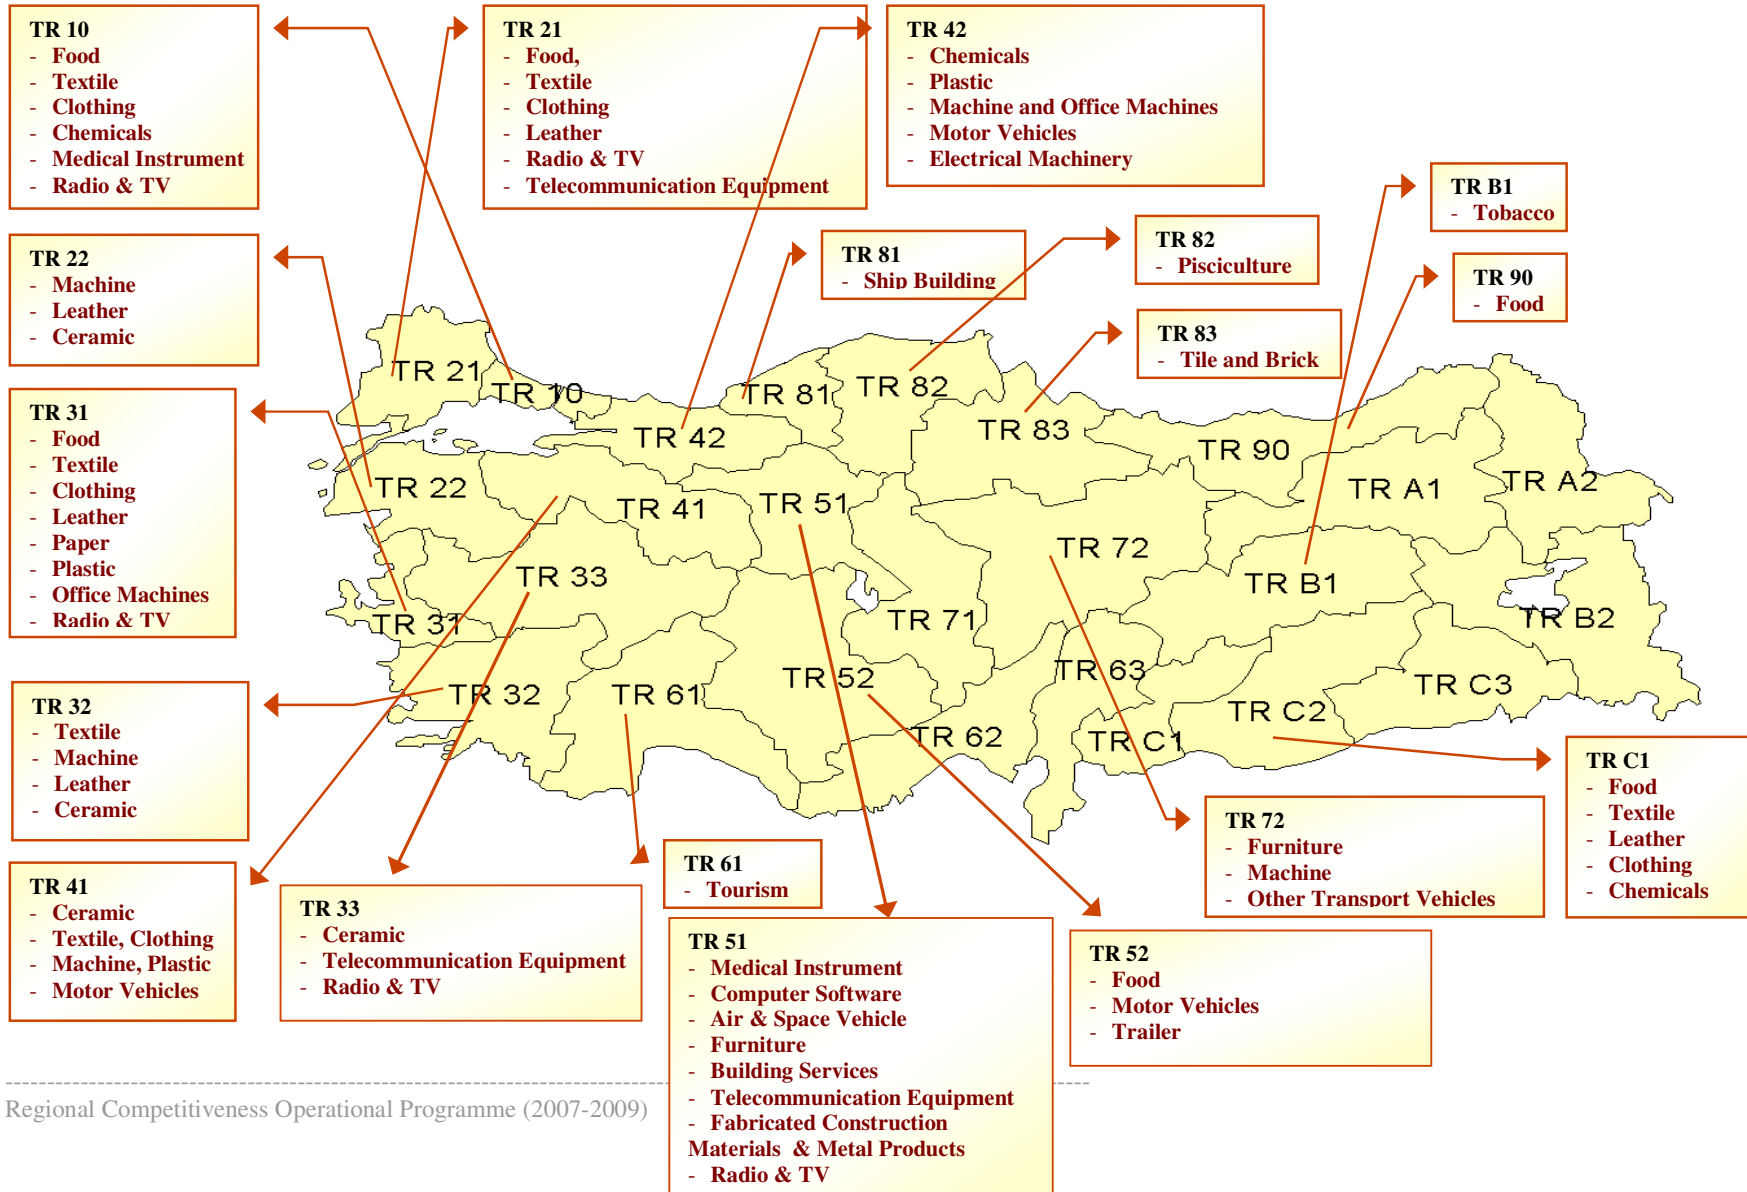 TR 10
- Food
- Textile
- Clothing
- Chemicals
- Medical Instrument
- Radio & TV
TR 21
- Food,
- Textile
- Clothing
- Leather
- Radio & TV
- Telecommunication Equipment
TR 42
- Chemicals
- Plastic
- Machine and Office Machines
- Motor Vehicles
- Electrical Machinery
TR B1
- Tobacco
TR 22
- Machine
- Leather
- Ceramic
TR 81
- Ship Building
TR 82
- Pisciculture
TR 90
- Food
TR 83
- Tile and Brick
TR 31
- Food
- Textile
- Clothing
- Leather
- Paper
- Plastic
- Office Machines
- Radio & TV
TR 21
TR 10
TR 81
TR 82
TR 42
TR 83
TR 90
TR 22
TR 41
TR 51
TR A1
TR A2
TR 33
TR 72
TR B1
TR 31
TR 71
TR B2
TR 32
TR 61
TR 52
TR 63
TR C3
TR 62
TR C1
TR C2
TR 32
- Textile
- Machine
- Leather
- Ceramic
TR C1
- Food
- Textile
- Leather
- Clothing
- Chemicals
TR 72
- Furniture
- Machine
- Other Transport Vehicles
TR 61
- Tourism
TR 41
- Ceramic
- Textile, Clothing
- Machine, Plastic
- Motor Vehicles
TR 33
- Ceramic
- Telecommunication Equipment
- Radio & TV
TR 51
- Medical Instrument
- Computer Software
- Air & Space Vehicle
- Furniture
- Building Services
- Telecommunication Equipment
- Fabricated Construction
Materials & Metal Products
- Radio & TV
TR 52
- Food
- Motor Vehicles
- Trailer
Regional Competitiveness Operational Programme (2007-2009)